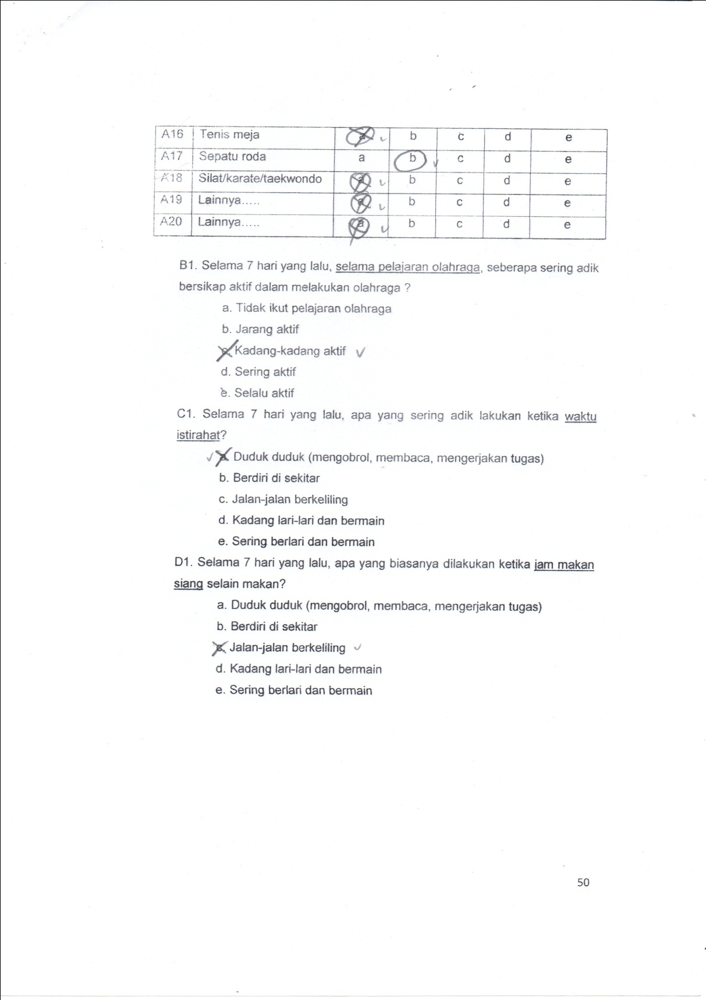 A16 Tenis meja a b c d e
A17 Sepatu roda a b c d e
A18 Silat/karate/taekwondo a b c d e
A19 Lainnya..... a b c d e
A20 Lainnya..... a b c d e
B1. Selama 7 hari yang lalu, selama pelajaran olahraga, seberapa sering adik
bersikap aktif dalam melakukan olahraga ?
a. Tidak ikut pelajaran olahraga
b. Jarang aktif
c. Kadang-kadang aktif
d. Sering aktif
e. Selalu aktif
C1. Selama 7 hari yang lalu, apa yang sering adik lakukan ketika waktu
istirahat?
a. Duduk duduk (mengobrol, membaca, mengerjakan tugas)
b. Berdiri di sekitar
c. Jalan-jalan berkeliling
d. Kadang lari-lari dan bermain
e. Sering berlari dan bermain
D1. Selama 7 hari yang lalu, apa yang biasanya dilakukan ketika jam makan
siang selain makan?
a. Duduk duduk (mengobrol, membaca, mengerjakan tugas)
b. Berdiri di sekitar
c. Jalan-jalan berkeliling
d. Kadang lari-lari dan bermain
e. Sering berlari dan bermain
50